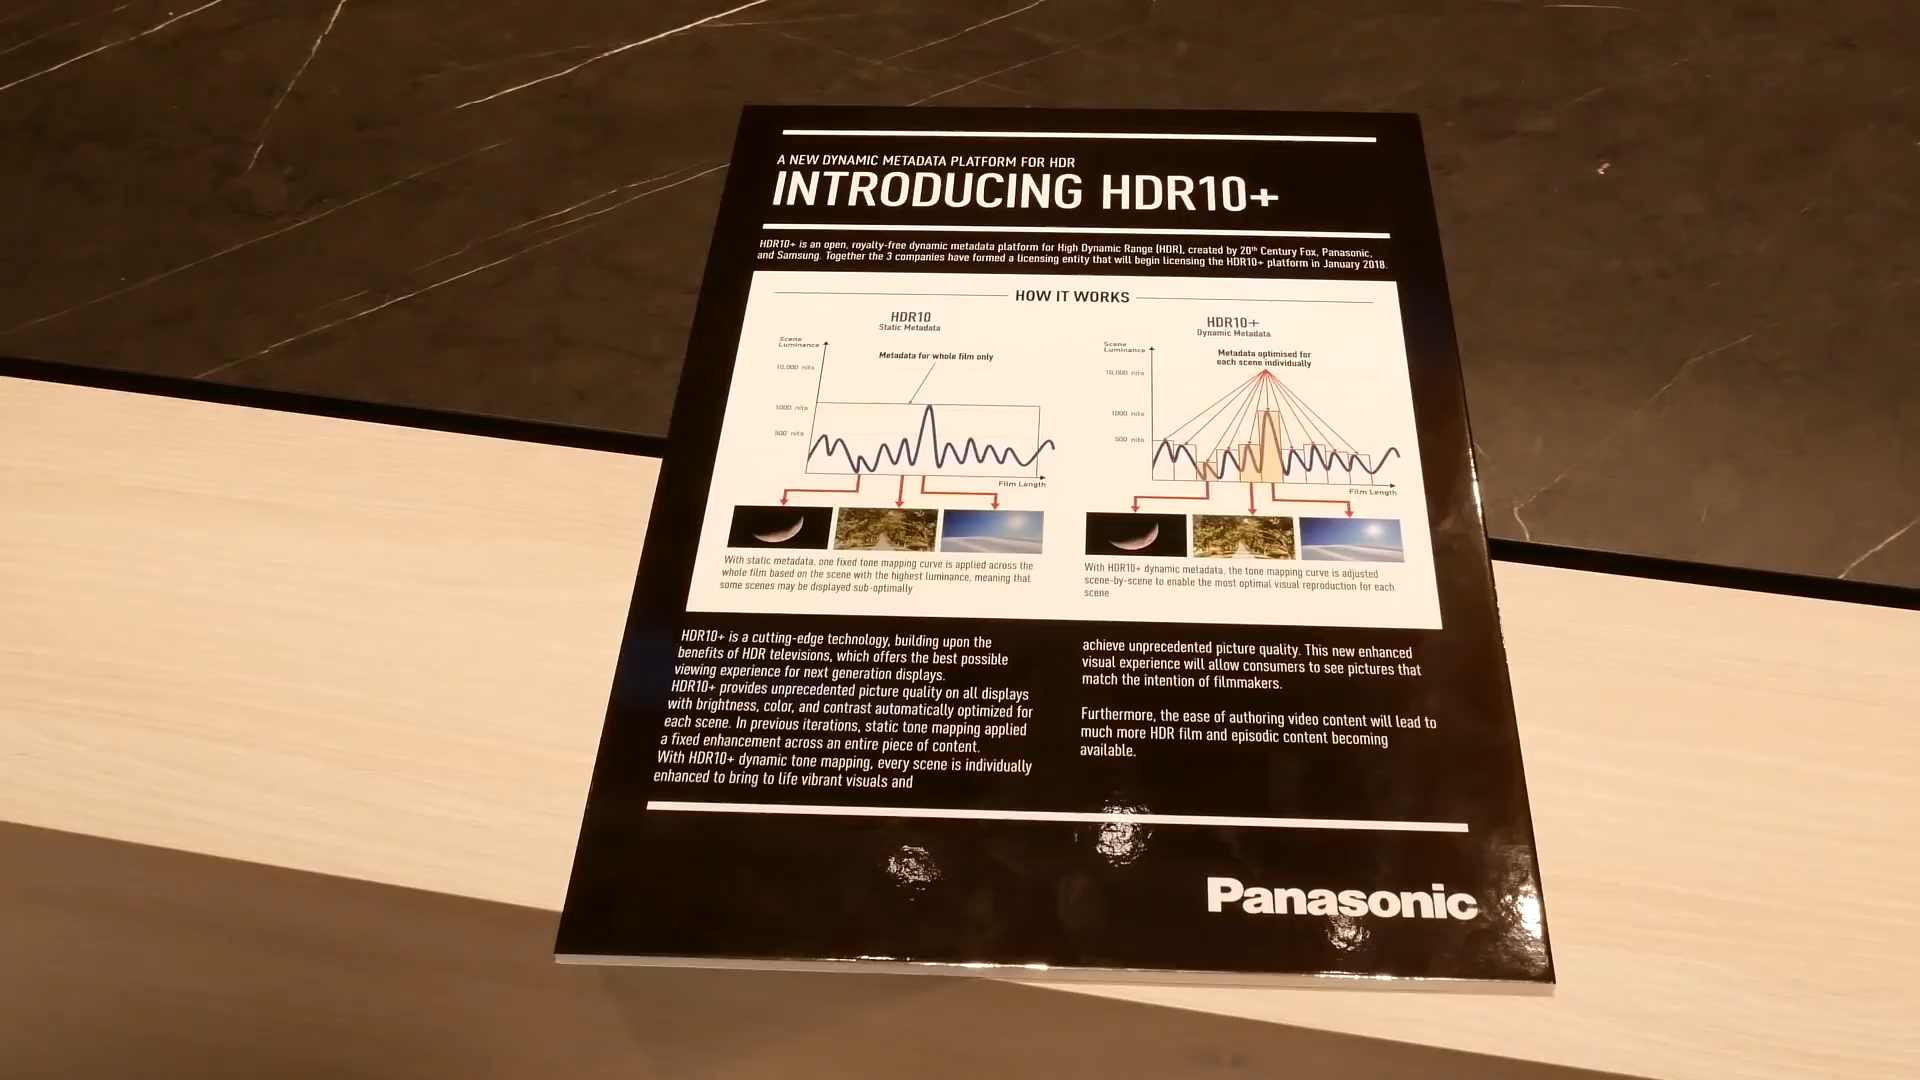 A NEW DYNAMIC METADATA PLATFORM FOR HDR
INTRODUCING HDR10+
HDR10+ is an open, royalty-free dynamic metadata platform for High Dynamic Range (HDR), created by 20th Century Fox, Panasonic,
and Samsung. Together the 3 companies have formed a licensing entity that will begin licensing the HDR10+ platform in January 2018.
HOW IT WORKS
HDR10
Static Metadata
Scene
Luminance
Metadata for whole film only
10,000 nits
1000 nits
500 nits
Film Length
With static metadata, one fixed tone mapping curve is applied across the
whole film based on the scene with the highest luminance, meaning that
some scenes may be displayed sub-optimally
HDR10+
Dynamic Metadata
Scene
Luminance
Metadata optimised for
each scene individually
10,000 nits
1000 nits
500 nits
Film Length
With HDR10+ dynamic metadata, the tone mapping curve is adjusted
scene-by-scene to enable the most optimal visual reproduction for each
scene
HDR10+ is a cutting-edge technology, building upon the
benefits of HDR televisions, which offers the best possible
viewing experience for next generation displays.
HDR10+ provides unprecedented picture quality on all displays
with brightness, color, and contrast automatically optimized for
each scene. In previous iterations, static tone mapping applied
a fixed enhancement across an entire piece of content.
With HDR10+ dynamic tone mapping, every scene is individually
enhanced to bring to life vibrant visuals and
achieve unprecedented picture quality. This new enhanced
visual experience will allow consumers to see pictures that
match the intention of filmmakers.
Furthermore, the ease of authoring video content will lead to
much more HDR film and episodic content becoming
available.
Panasonic